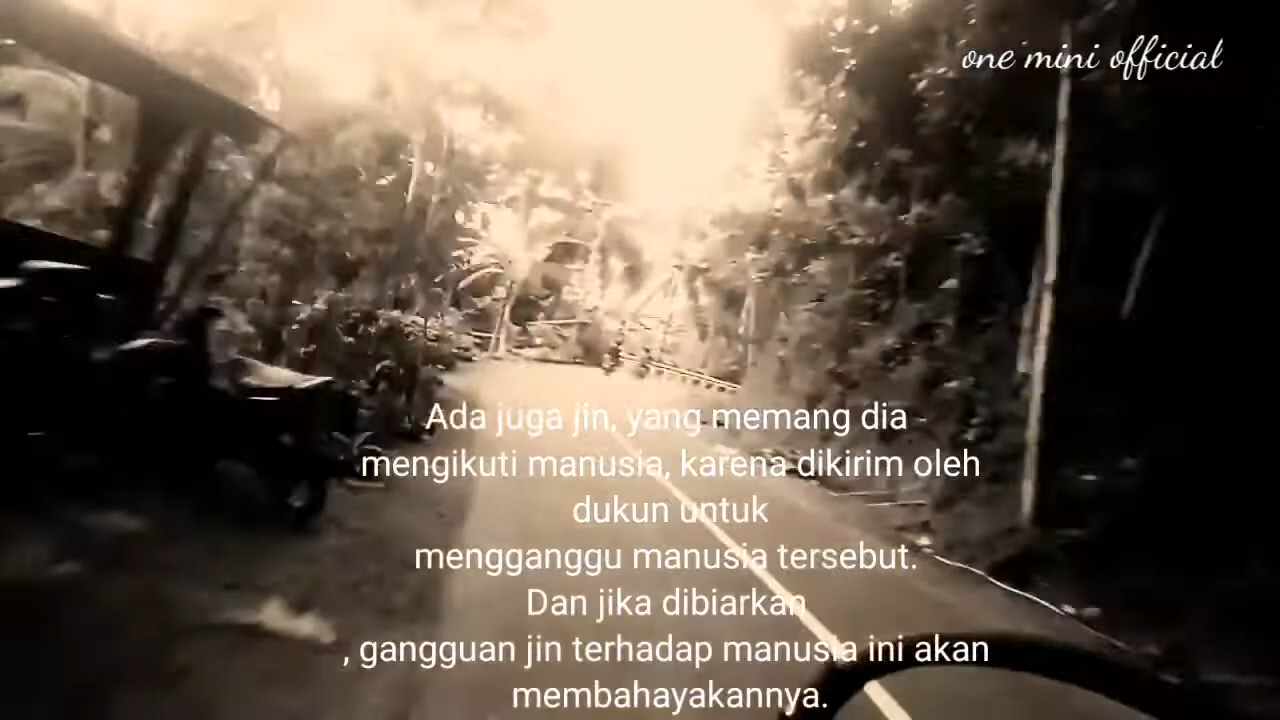 one mini official
Ada juga jin, yang memang dia
mengikuti manusia, karena dikirim oleh
dukun untuk
mengganggu manusia tersebut.
Dan jika dibiarkan
, gangguan jin terhadap manusia ini akan
membahayakannya.